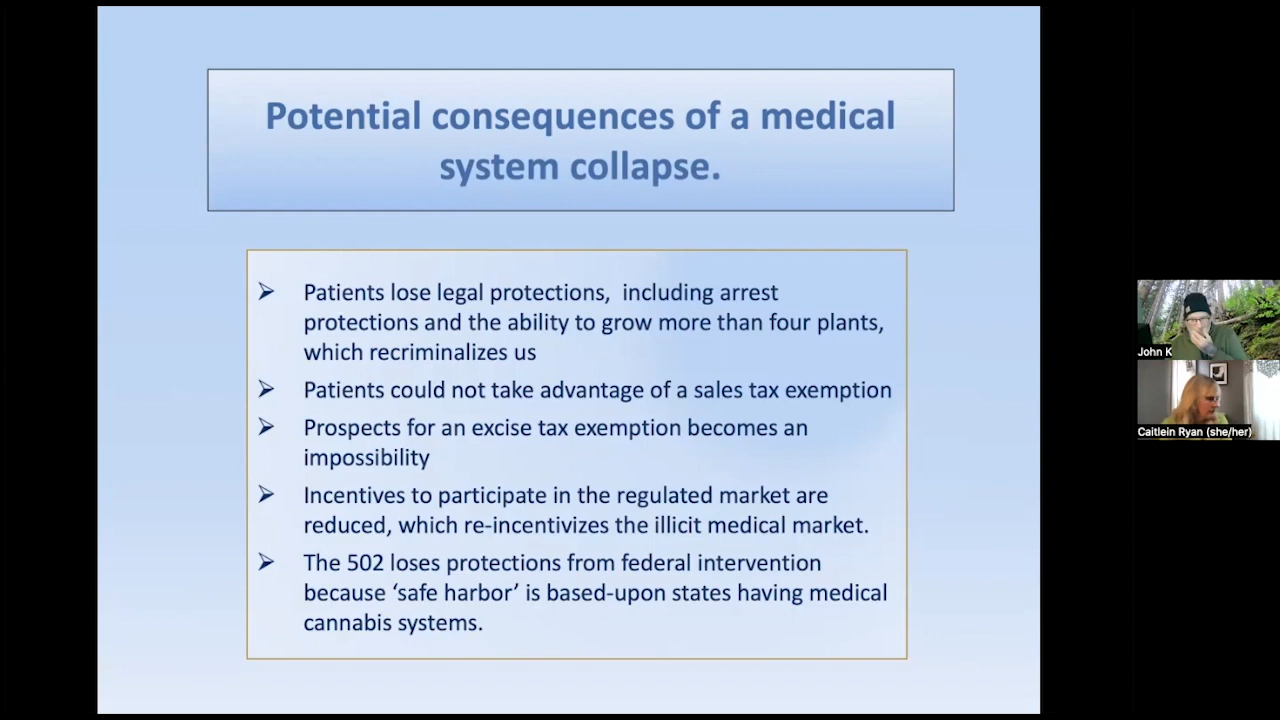 Potential consequences of a medical
system collapse.
➢ Patients lose legal protections,  including arrest
protections and the ability to grow more than four plants,
which recriminalizes us
➢ Patients could not take advantage of a sales tax exemption
➢ Prospects for an excise tax exemption becomes an
impossibility
➢ Incentives to participate in the regulated market are
reduced, which re-incentivizes the illicit medical market.
➢ The 502 loses protections from federal intervention
because ‘safe harbor’ is based-upon states having medical
cannabis systems.
John K
Caitlein Ryan (she/her)